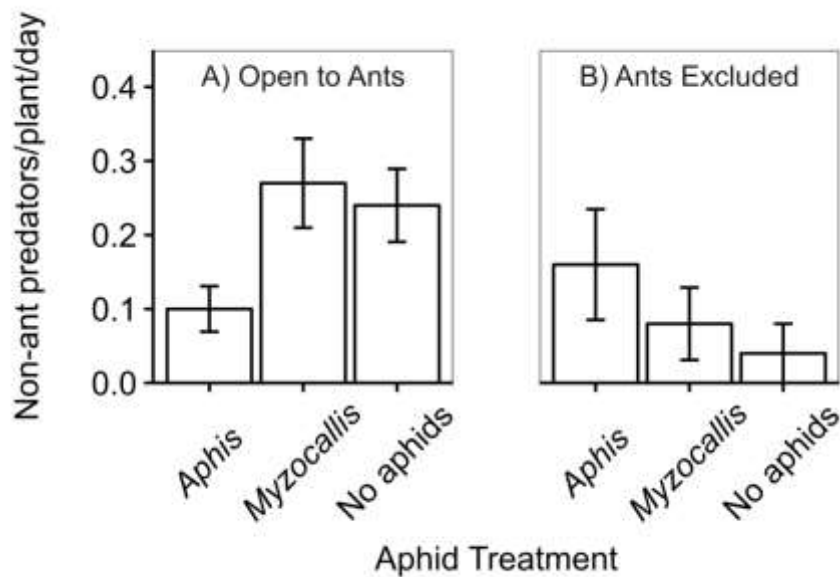 Non-ant predators/plant/day
0.4
0.3
0.2
0.1
0.0
A) Open to Ants
B) Ants Excluded
Aphis
Myzocallis
No aphids
Aphis
Myzocallis
No aphids
Aphid Treatment